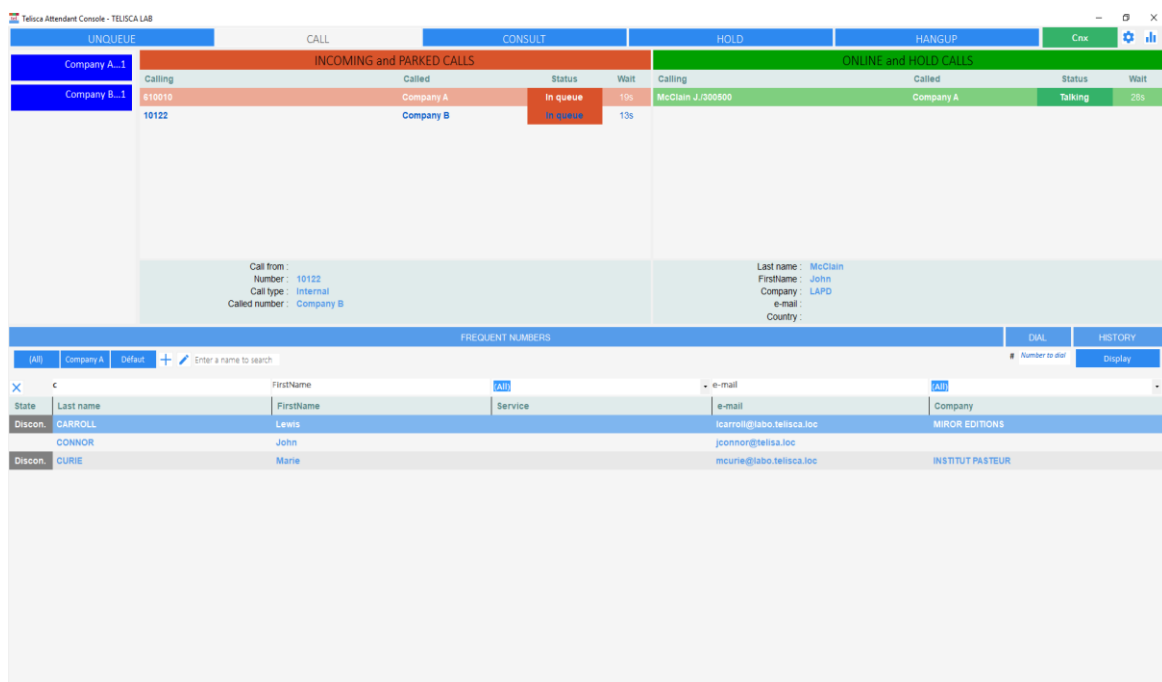 Telisca Attendant Console - TELISCA LAB
UNQUEUE CALL CONSULT HOLD HANGUP Cnx
Company A...1 INCOMING and PARKED CALLS ONLINE and HOLD CALLS
Calling Called Status Wait Calling Called Status Wait
Company B...1 610010 Company A In queue 19s McClain J./300500 Company A Talking 28s
10122 Company B In queue 13s
Call from : Last name : McClain
Number : 10122 FirstName : John
Call type : Internal Company : LAPD
Called number : Company B e-mail :
Country :
FREQUENT NUMBERS DIAL HISTORY
(All) Company A Défaut Enter a name to search # Number to dial Display
c FirstName (All) e-mail (All)
State Last name FirstName Service e-mail Company
Discon. CARROLL Lewis lcarroll@labo.telisca.loc MIROR EDITIONS
CONNOR John jconnor@telisa.loc
Discon. CURIE Marie mcurie@labo.telisca.loc INSTITUT PASTEUR